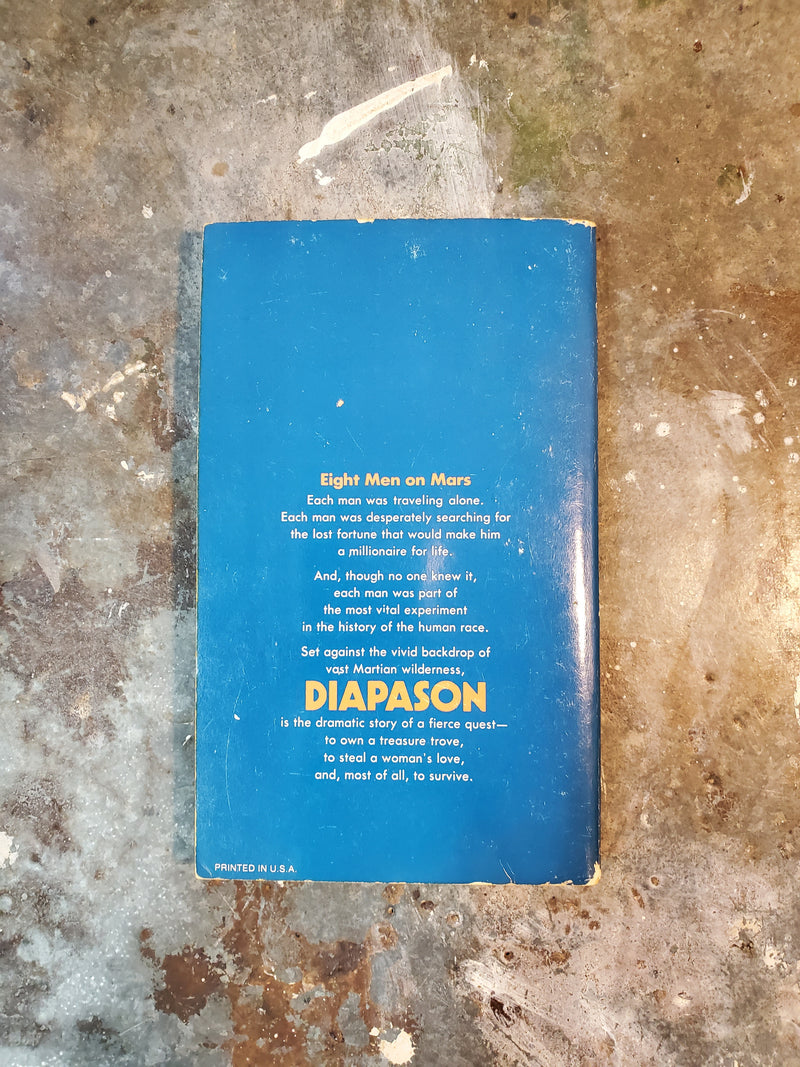 Eight Men on Mars
Each man was traveling alone.
Each man was desperately searching for
the lost fortune that would make him
a millionaire for life.
And, though no one knew it,
each man was part of
the most vital experiment
in the history of the human race.
Set against the vivid backdrop of
vast Martian wilderness,
DIAPASON
is the dramatic story of a fierce quest—
to own a treasure trove,
to steal a woman's love,
and, most of all, to survive.
PRINTED IN U.S.A.